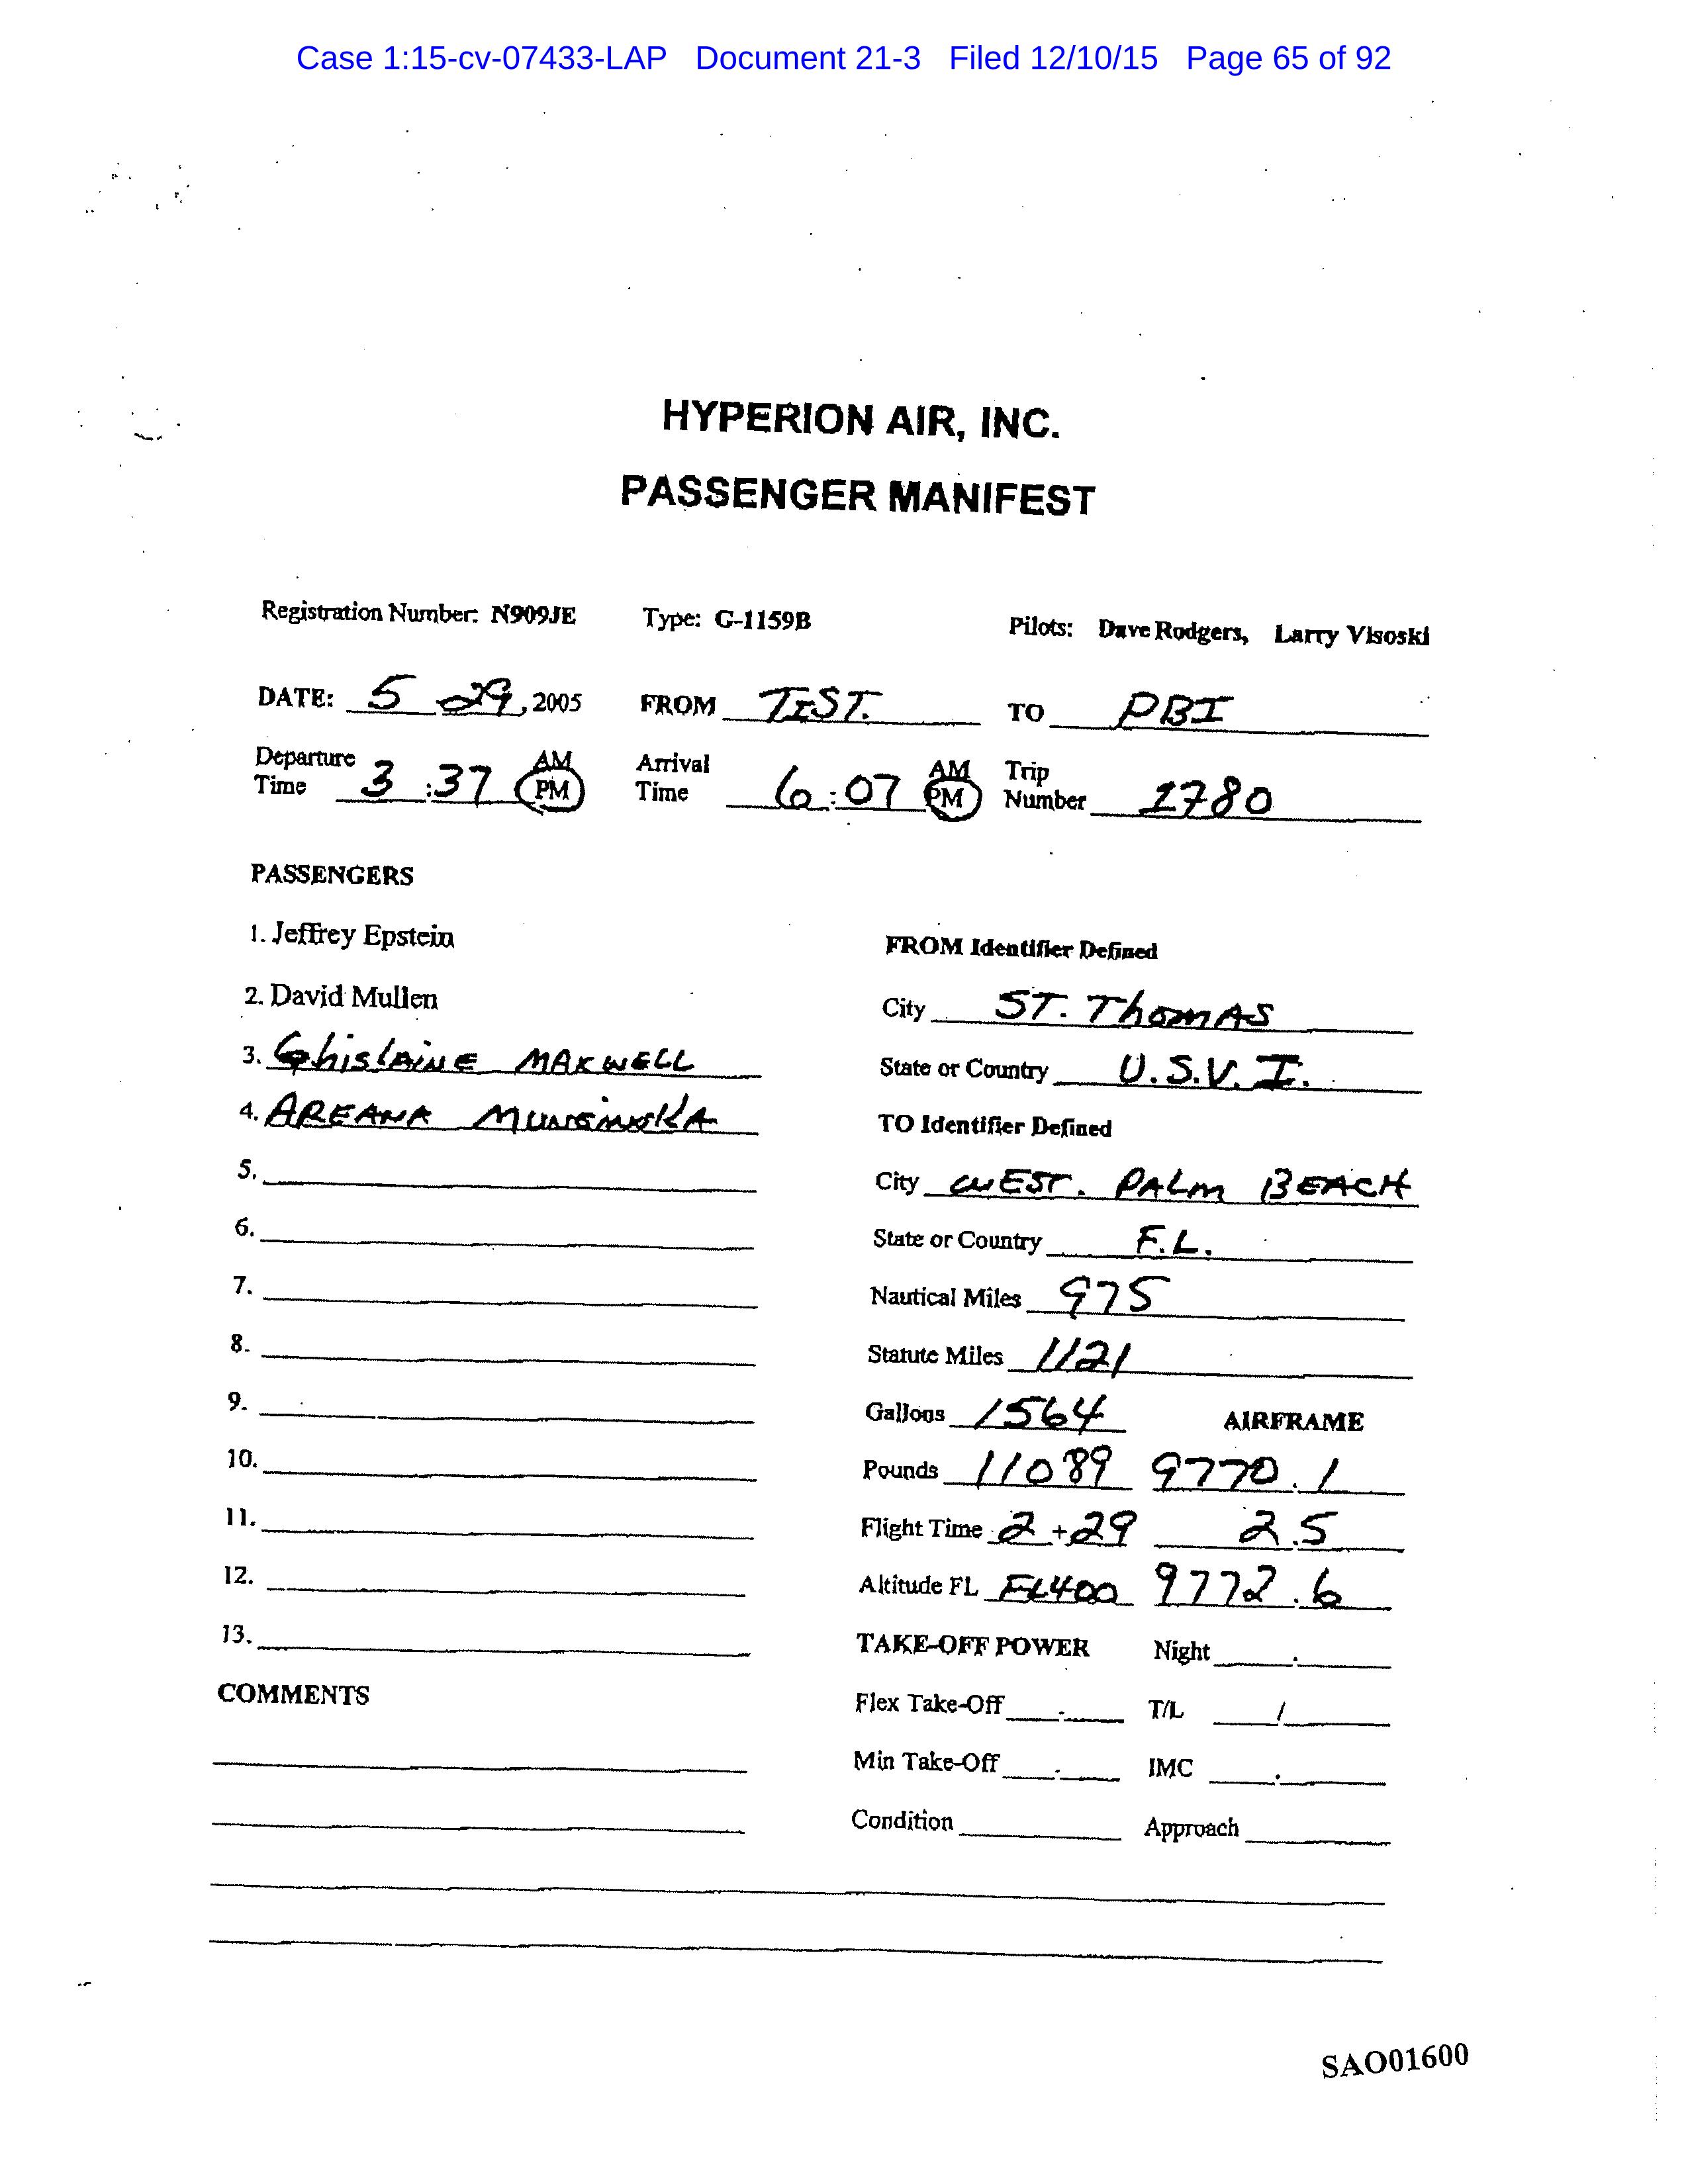 Case 1:15-cv-07433-LAP Document 21-3 Filed 12/10/15 Page 65 of 92
HYPERION AIR, INC.
PASSENGER MANIFEST
Registration Number: N909JE Type: G-1159B Pilots: Dave Rodgers, Larry Visoski
DATE: 5 29, 2005 FROM TIST. TO PBI
Departure Time 3:37 AM PM Arrival Time 6:07 AM PM Trip Number 1780
PASSENGERS
1. Jeffrey Epstein
2. David Mullen
3. GhislAiNE MAXWELL
4. AREANA
5.
6.
7.
8.
9.
10.
11.
12.
13.
COMMENTS
FROM Identifier Defined
City ST. ThomAS
State or Country U.S.V.I.
TO Identifier Defined
City WEST. PALM BEACH
State or Country F.L.
Nautical Miles 975
Statute Miles 1121
Gallons 1564 AIRFRAME
Pounds 11089 9770.1
Flight Time 2+29 2.5
Altitude FL FL400 9772.6
TAKE-OFF POWER Night .
Flex Take-Off . T/L /
Min Take-Off . IMC .
Condition Approach
SAO01600